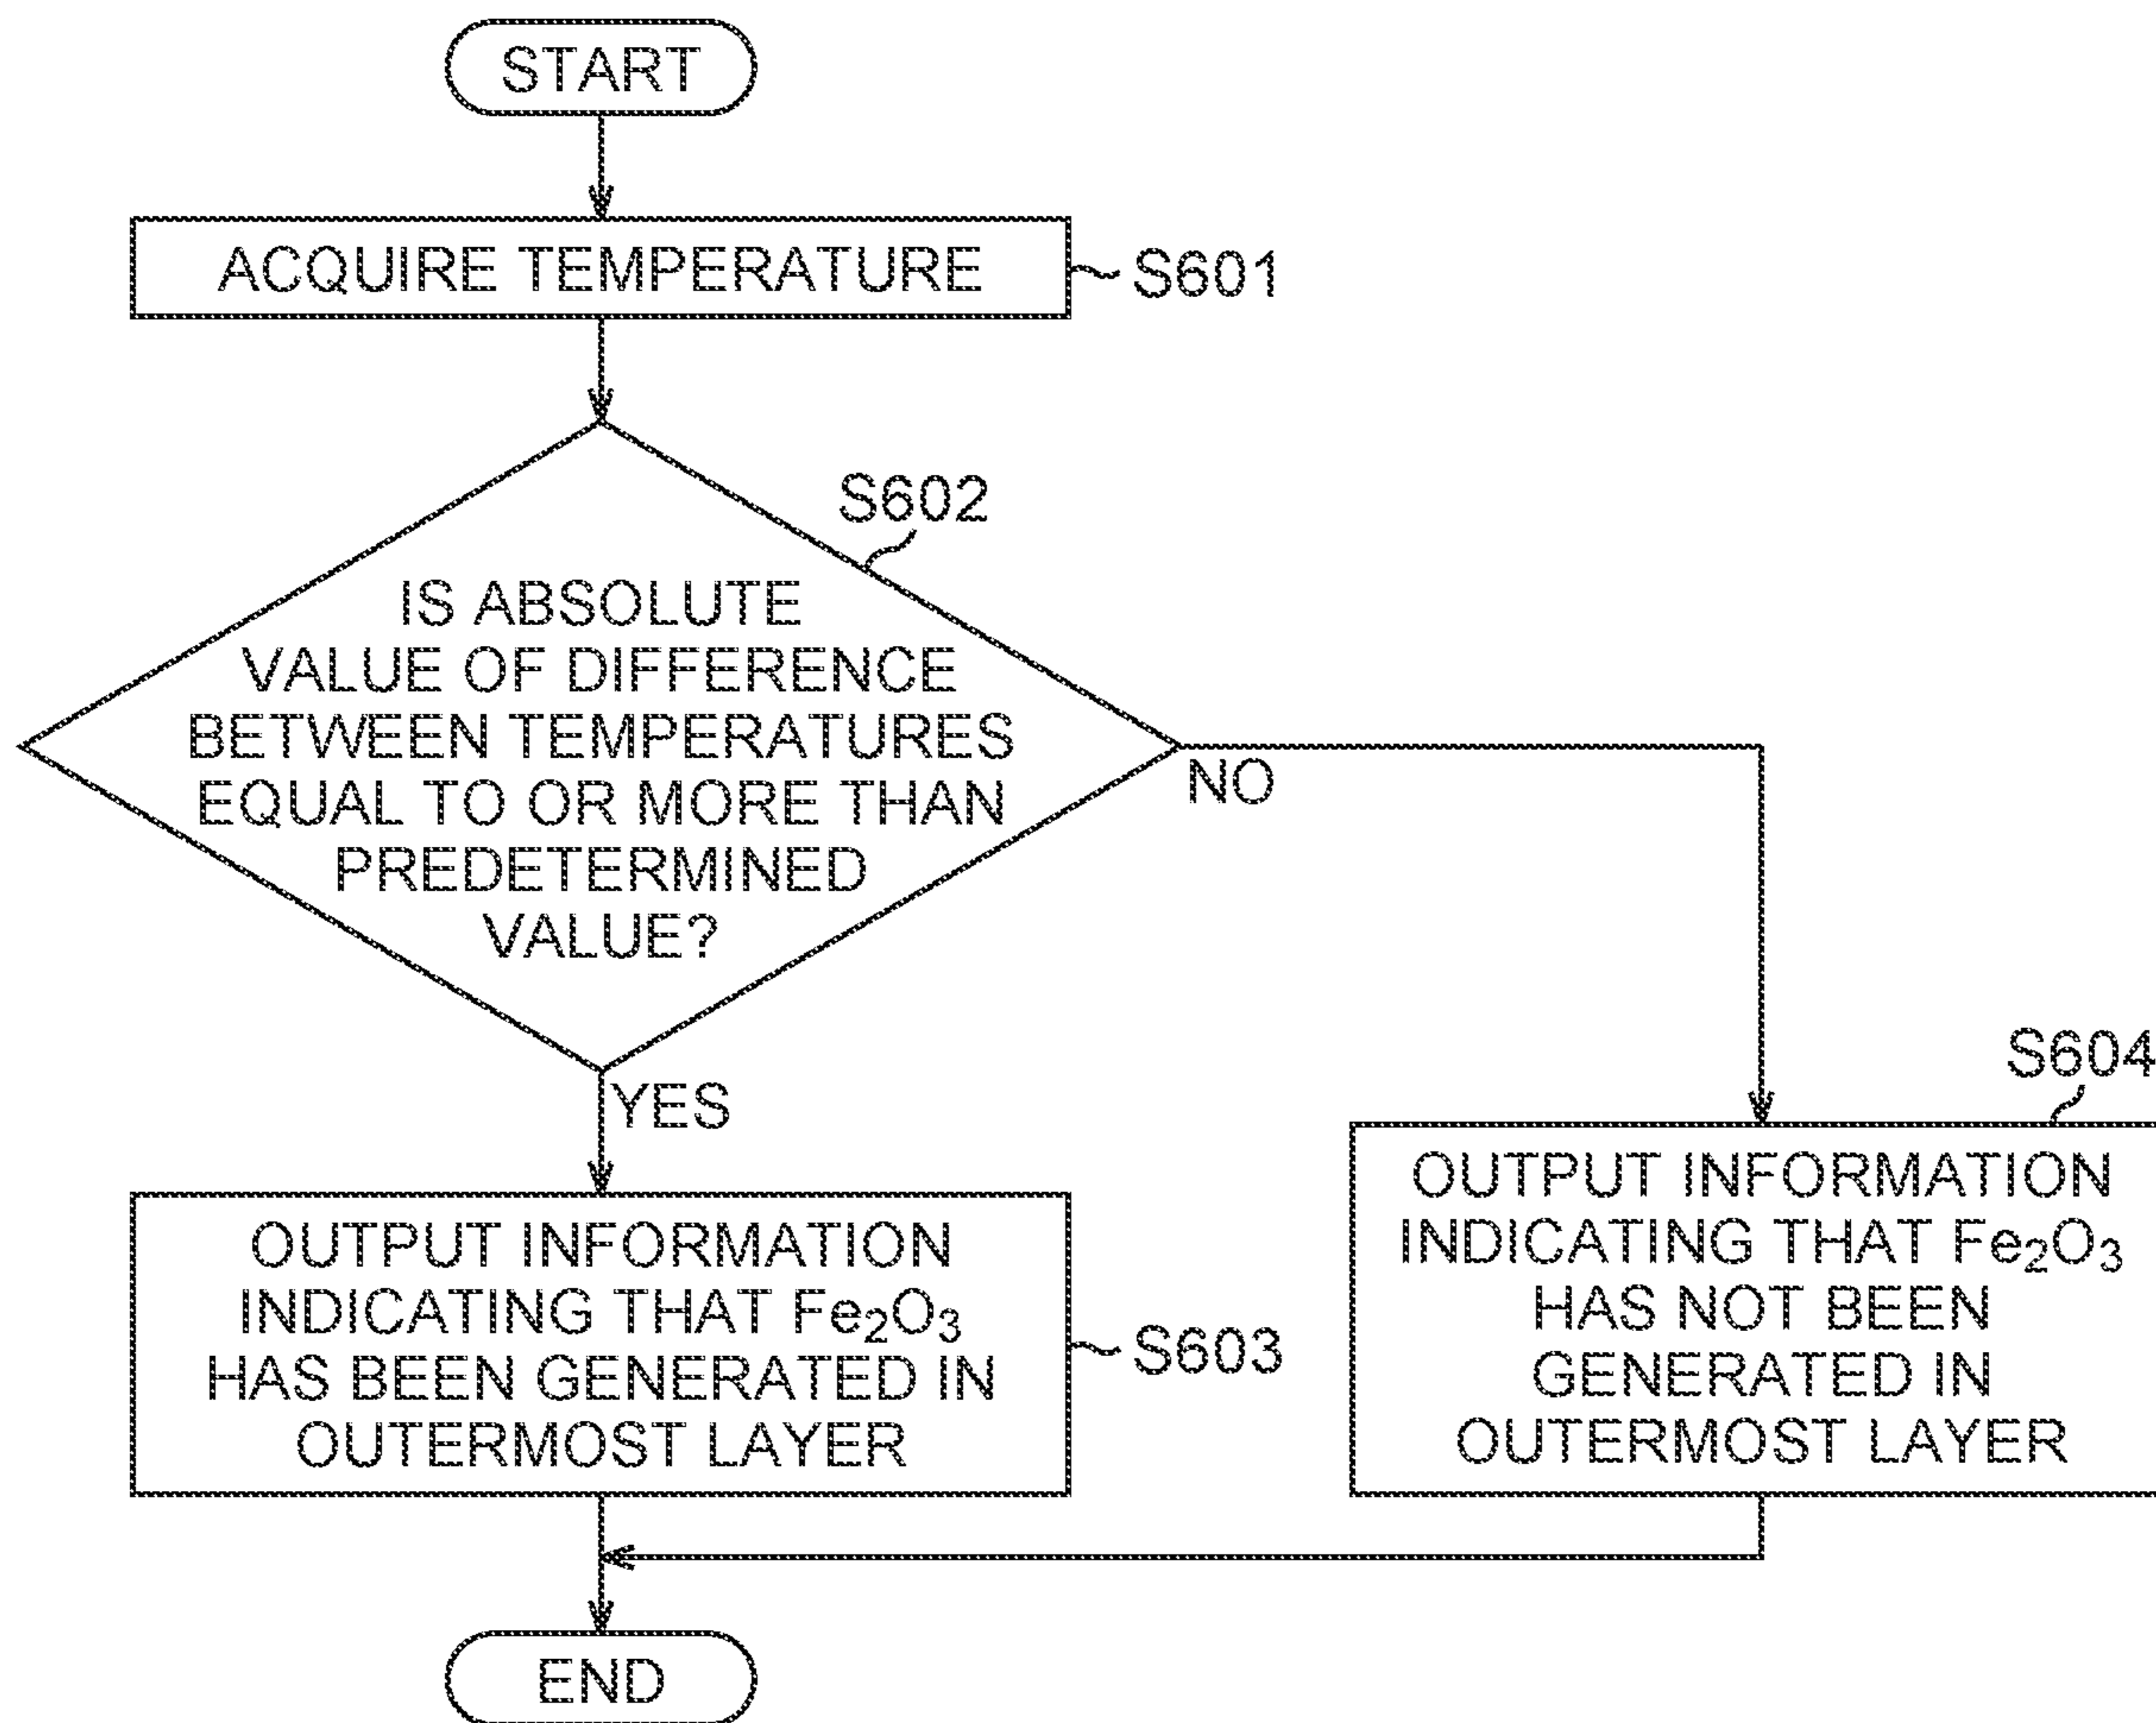 START
ACQUIRE TEMPERATURE
S601
S602
IS ABSOLUTE
VALUE OF DIFFERENCE
BETWEEN TEMPERATURES
EQUAL TO OR MORE THAN
PREDETERMINED
VALUE?
NO
YES
OUTPUT INFORMATION
INDICATING THAT Fe₂O₃
HAS BEEN GENERATED IN
OUTERMOST LAYER
S603
S604
OUTPUT INFORMATION
INDICATING THAT Fe₂O₃
HAS NOT BEEN
GENERATED IN
OUTERMOST LAYER
END